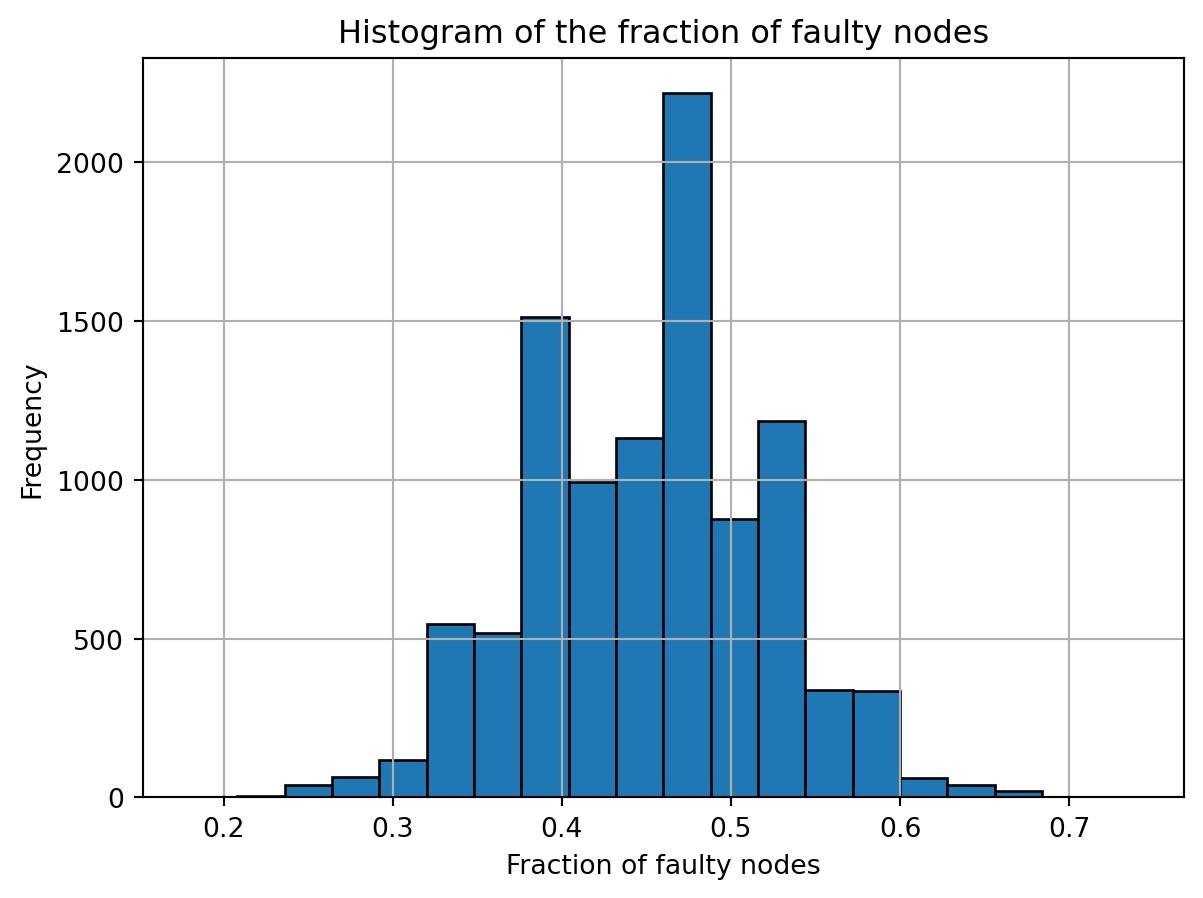 Histogram of the fraction of faulty nodes
Frequency
2000
1500
1000
500
0
0.2 0.3 0.4 0.5 0.6 0.7
Fraction of faulty nodes